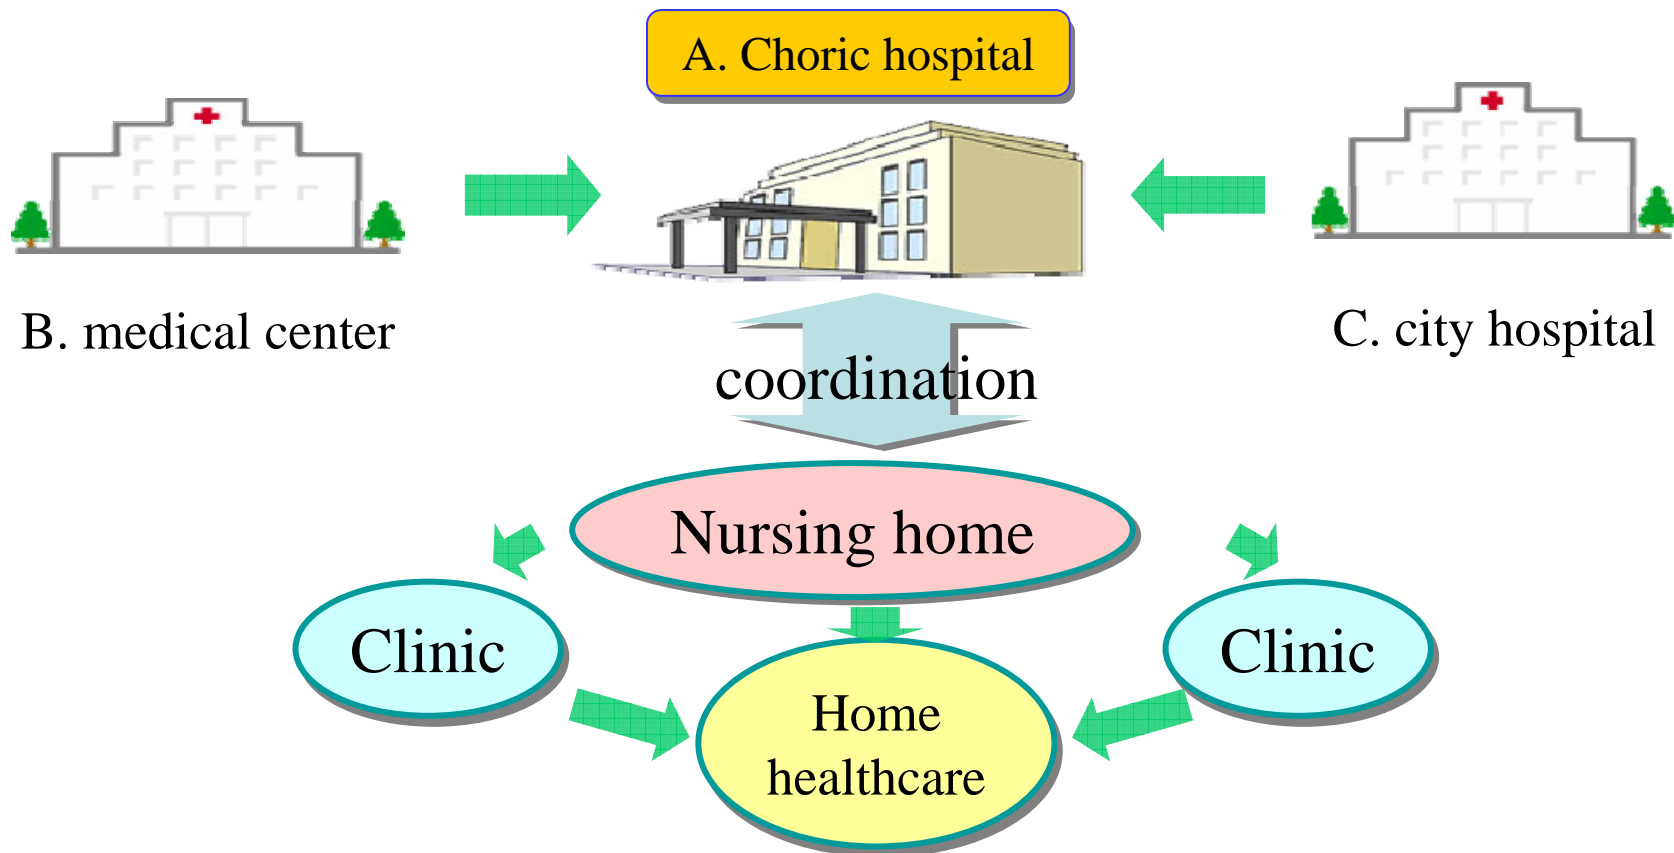 A. Choric hospital
B. medical center
C. city hospital
coordination
Nursing home
Clinic
Clinic
Home
healthcare